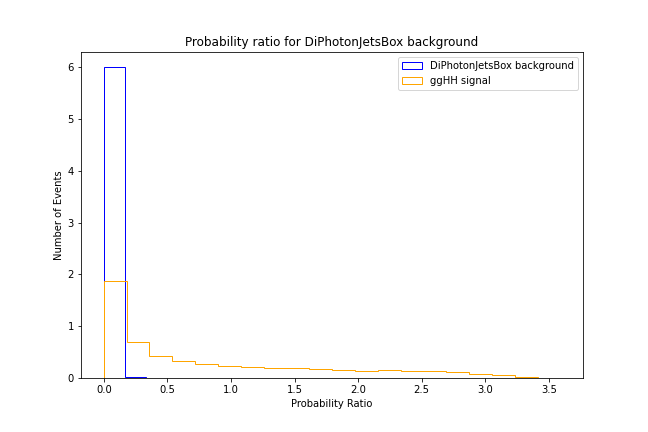 Probability ratio for DiPhotonJetsBox background
DiPhotonJetsBox background
ggHH signal
Number of Events
6
5
4
3
2
1
0
0.0 0.5 1.0 1.5 2.0 2.5 3.0 3.5
Probability Ratio